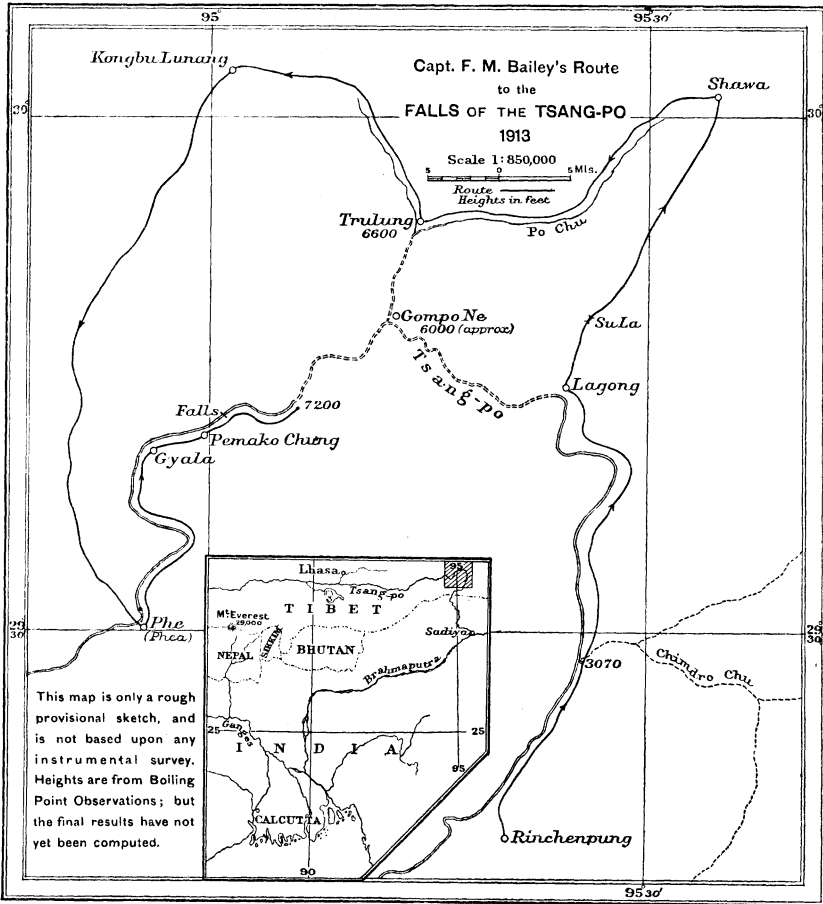 95°
95 30'
Kongbu Lunang
Capt. F. M. Bailey's Route
to the
FALLS OF THE TSANG-PO
1913
Shawa
30°
30°
Scale 1:850,000
5 0 5 Mls.
Route
Heights in feet
Trulung
6600
Po Chu
Gompo Ne
6000 (approx)
Su La
Tsang-po
Lagong
7200
Falls
Pemako Chung
Gyala
Phe
(Phea)
29
30'
29
30'
Lhasa
95
Tsang-po
TIBET
Mt. Everest
29,000
Sadiya
NEPAL
SIKKIM
BHUTAN
Brahmaputra
3070
Chimdro Chu
Ganges
25
25
INDIA
95
CALCUTTA
90
This map is only a rough
provisional sketch, and
is not based upon any
instrumental survey.
Heights are from Boiling
Point Observations; but
the final results have not
yet been computed.
Rinchenpung
95 30'